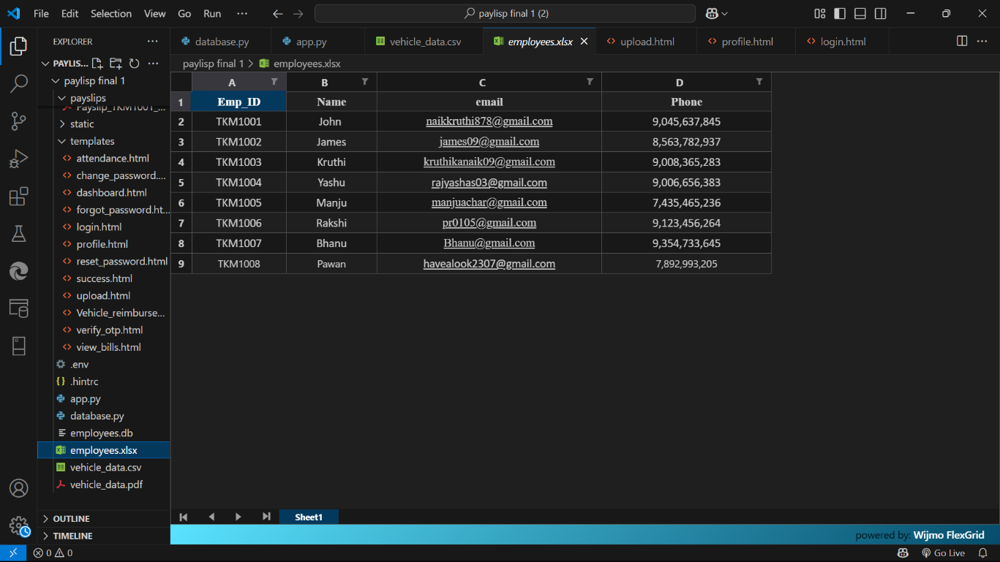 File Edit Selection View Go Run ··· paylisp final 1 (2)
EXPLORER ···
database.py app.py vehicle_data.csv employees.xlsx upload.html profile.html login.html ···
PAYLIS... ···
paylisp final 1 > employees.xlsx
paylisp final 1
payslips
static
templates
attendance.html
change_password....
dashboard.html
forgot_password.ht...
login.html
profile.html
reset_password.html
success.html
upload.html
Vehicle_reimburse...
verify_otp.html
view_bills.html
.env
.hintrc
app.py
database.py
employees.db
employees.xlsx
vehicle_data.csv
vehicle_data.pdf
OUTLINE
TIMELINE
A B C D
1 Emp_ID Name email Phone
2 TKM1001 John naikkruthi878@gmail.com 9,045,637,845
3 TKM1002 James james09@gmail.com 8,563,782,937
4 TKM1003 Kruthi kruthikanaik09@gmail.com 9,008,365,283
5 TKM1004 Yashu rajyashas03@gmail.com 9,006,656,383
6 TKM1005 Manju manjuachar@gmail.com 7,435,465,236
7 TKM1006 Rakshi pr0105@gmail.com 9,123,456,264
8 TKM1007 Bhanu Bhanu@gmail.com 9,354,733,645
9 TKM1008 Pawan havealook2307@gmail.com 7,892,993,205
Sheet1
powered by: Wijmo FlexGrid
0 0 Go Live